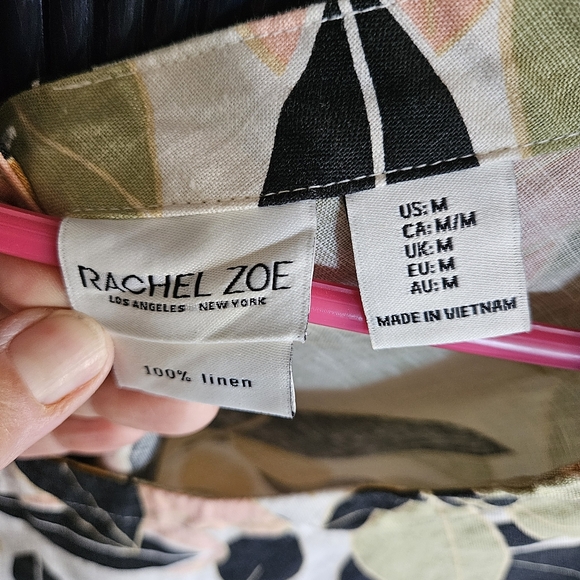 RACHEL ZOE
LOS ANGELES NEW YORK
100% linen
US: M
CA: M/M
UK: M
EU: M
AU: M
MADE IN VIETNAM